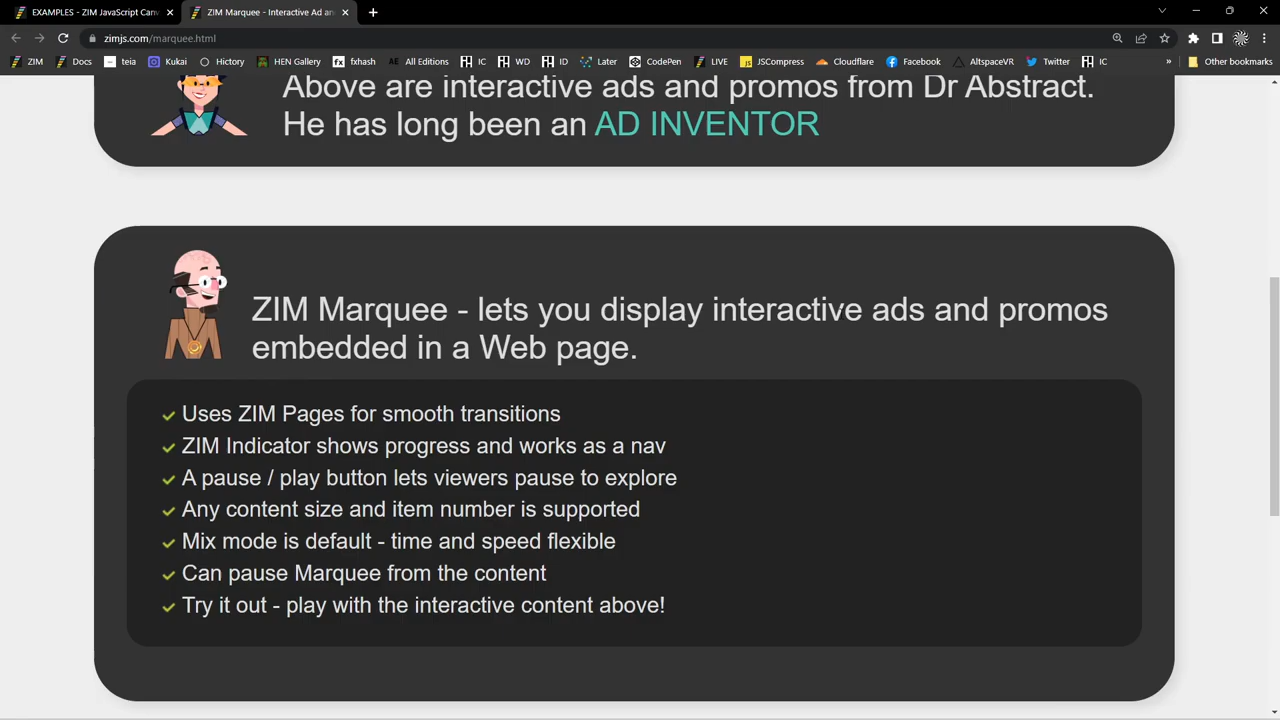 EXAMPLES - ZIM JavaScript Can
ZIM Marquee - Interactive Ad an
zimjs.com/marquee.html
ZIM Docs teia Kukai Hictory HEN Gallery fxhash All Editions IC WD ID Later CodePen LIVE JSCompress Cloudflare Facebook AltspaceVR Twitter IC » Other bookmarks
Above are interactive ads and promos from Dr Abstract.
He has long been an AD INVENTOR
ZIM Marquee - lets you display interactive ads and promos
embedded in a Web page.
Uses ZIM Pages for smooth transitions
ZIM Indicator shows progress and works as a nav
A pause / play button lets viewers pause to explore
Any content size and item number is supported
Mix mode is default - time and speed flexible
Can pause Marquee from the content
Try it out - play with the interactive content above!